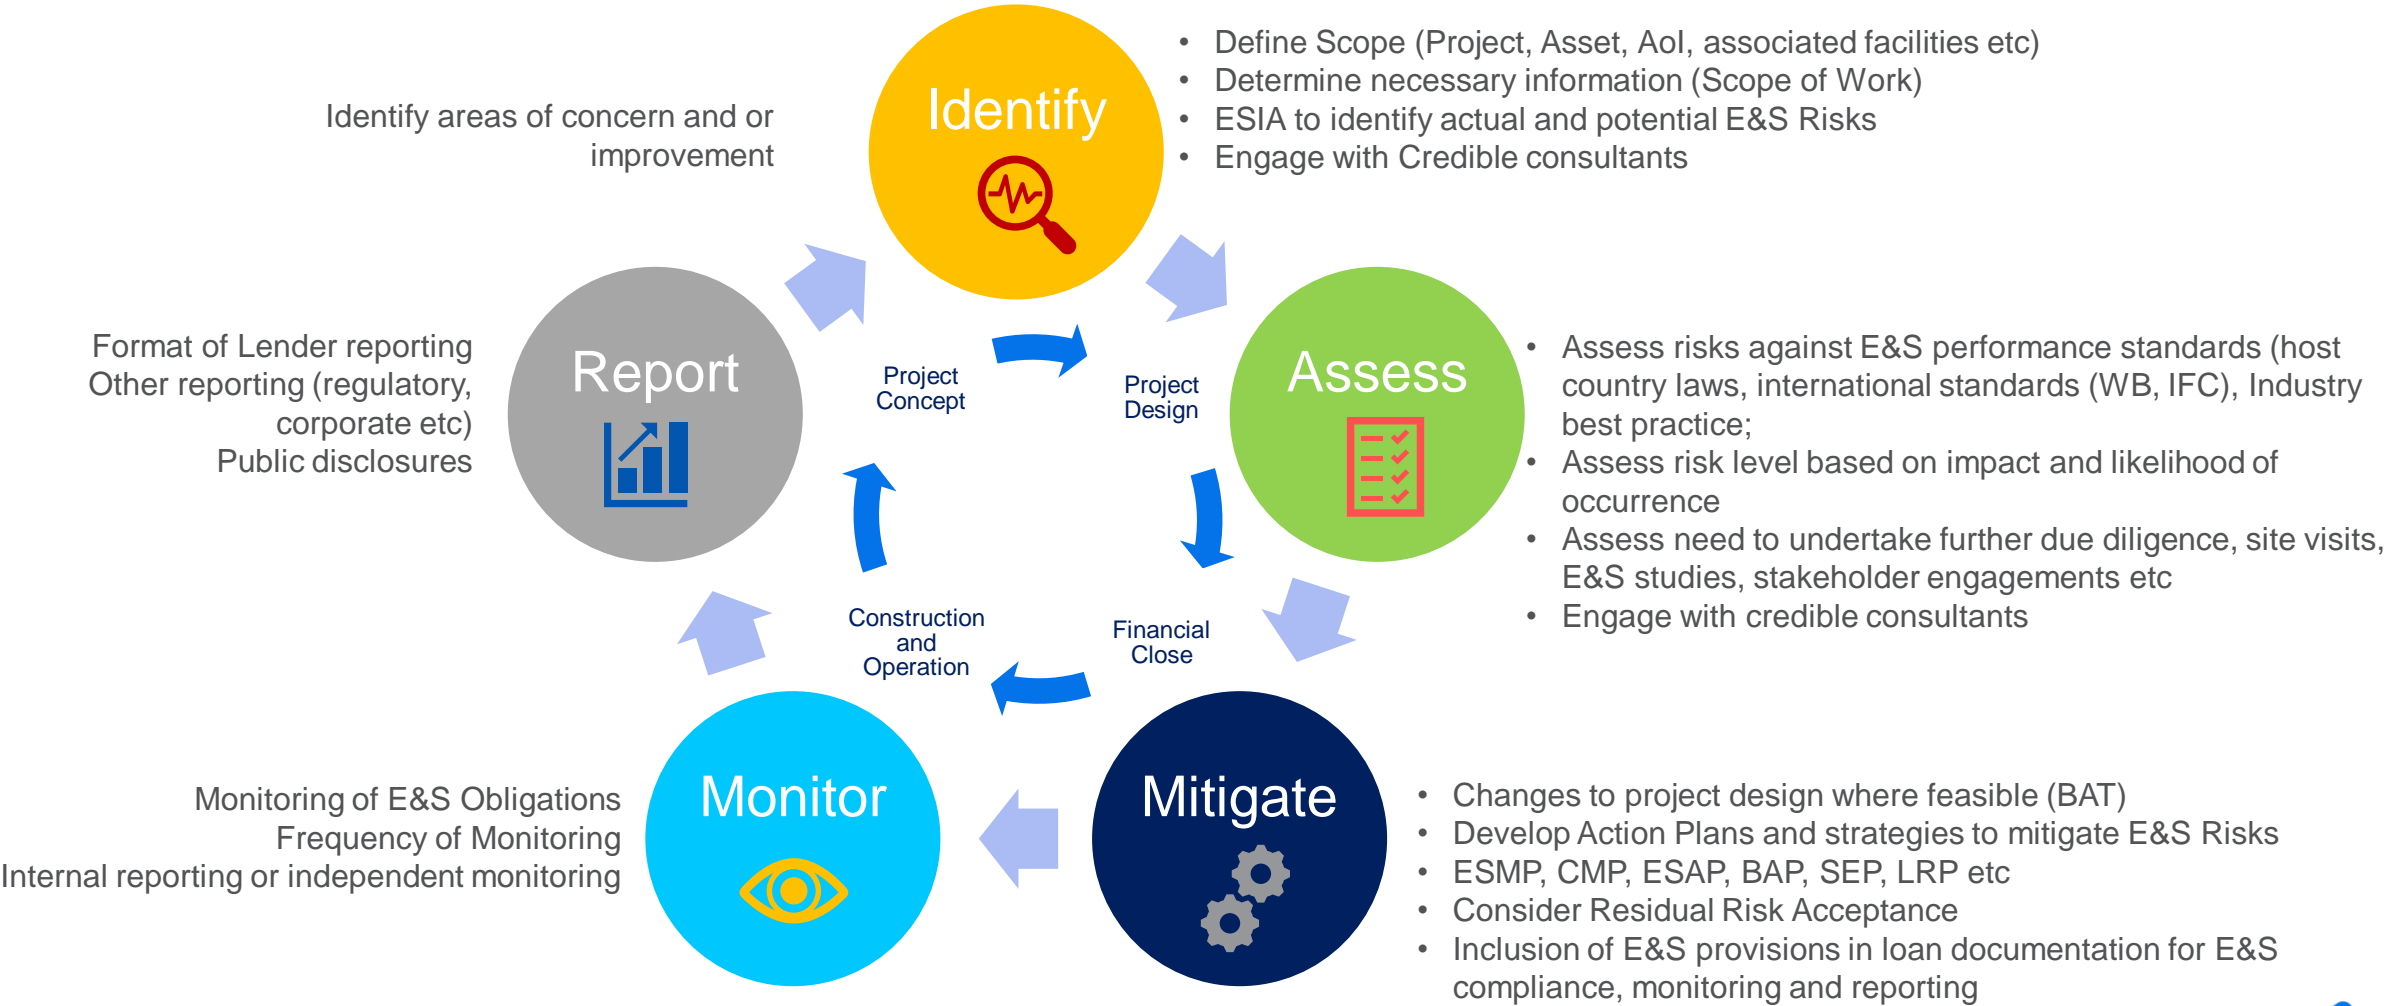 Identify
• Define Scope (Project, Asset, AoI, associated facilities etc)
• Determine necessary information (Scope of Work)
• ESIA to identify actual and potential E&S Risks
• Engage with Credible consultants
Identify areas of concern and or
improvement
Report
Format of Lender reporting
Other reporting (regulatory,
corporate etc)
Public disclosures
Project
Concept
Project
Design
Assess
• Assess risks against E&S performance standards (host
country laws, international standards (WB, IFC), Industry
best practice;
• Assess risk level based on impact and likelihood of
occurrence
• Assess need to undertake further due diligence, site visits,
E&S studies, stakeholder engagements etc
• Engage with credible consultants
Construction
and
Operation
Financial
Close
Monitor
Monitoring of E&S Obligations
Frequency of Monitoring
Internal reporting or independent monitoring
Mitigate
• Changes to project design where feasible (BAT)
• Develop Action Plans and strategies to mitigate E&S Risks
• ESMP, CMP, ESAP, BAP, SEP, LRP etc
• Consider Residual Risk Acceptance
• Inclusion of E&S provisions in loan documentation for E&S
compliance, monitoring and reporting